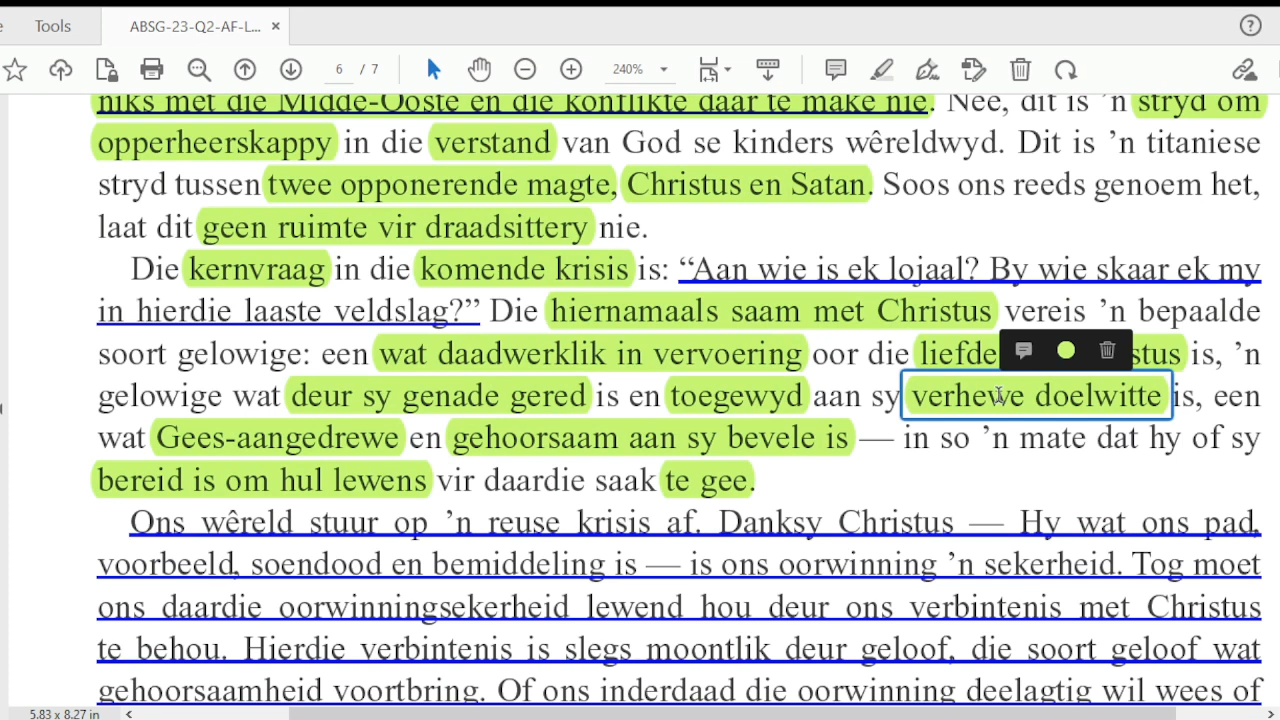 e Tools ABSG-23-Q2-AF-L... ×
6 / 7 240%
niks met die Midde-Ooste en die konflikte daar te make nie. Nee, dit is ’n stryd om
opperheerskappy in die verstand van God se kinders wêreldwyd. Dit is ’n titaniese
stryd tussen twee opponerende magte, Christus en Satan. Soos ons reeds genoem het,
laat dit geen ruimte vir draadsittery nie.
Die kernvraag in die komende krisis is: “Aan wie is ek lojaal? By wie skaar ek my
in hierdie laaste veldslag?” Die hiernamaals saam met Christus vereis ’n bepaalde
soort gelowige: een wat daadwerklik in vervoering oor die liefde stus is, ’n
gelowige wat deur sy genade gered is en toegewyd aan sy verhewe doelwitte is, een
wat Gees-aangedrewe en gehoorsaam aan sy bevele is — in so ’n mate dat hy of sy
bereid is om hul lewens vir daardie saak te gee.
Ons wêreld stuur op ’n reuse krisis af. Danksy Christus — Hy wat ons pad,
voorbeeld, soendood en bemiddeling is — is ons oorwinning ’n sekerheid. Tog moet
ons daardie oorwinningsekerheid lewend hou deur ons verbintenis met Christus
te behou. Hierdie verbintenis is slegs moontlik deur geloof, die soort geloof wat
gehoorsaamheid voortbring. Of ons inderdaad die oorwinning deelagtig wil wees of
5.83 x 8.27 in